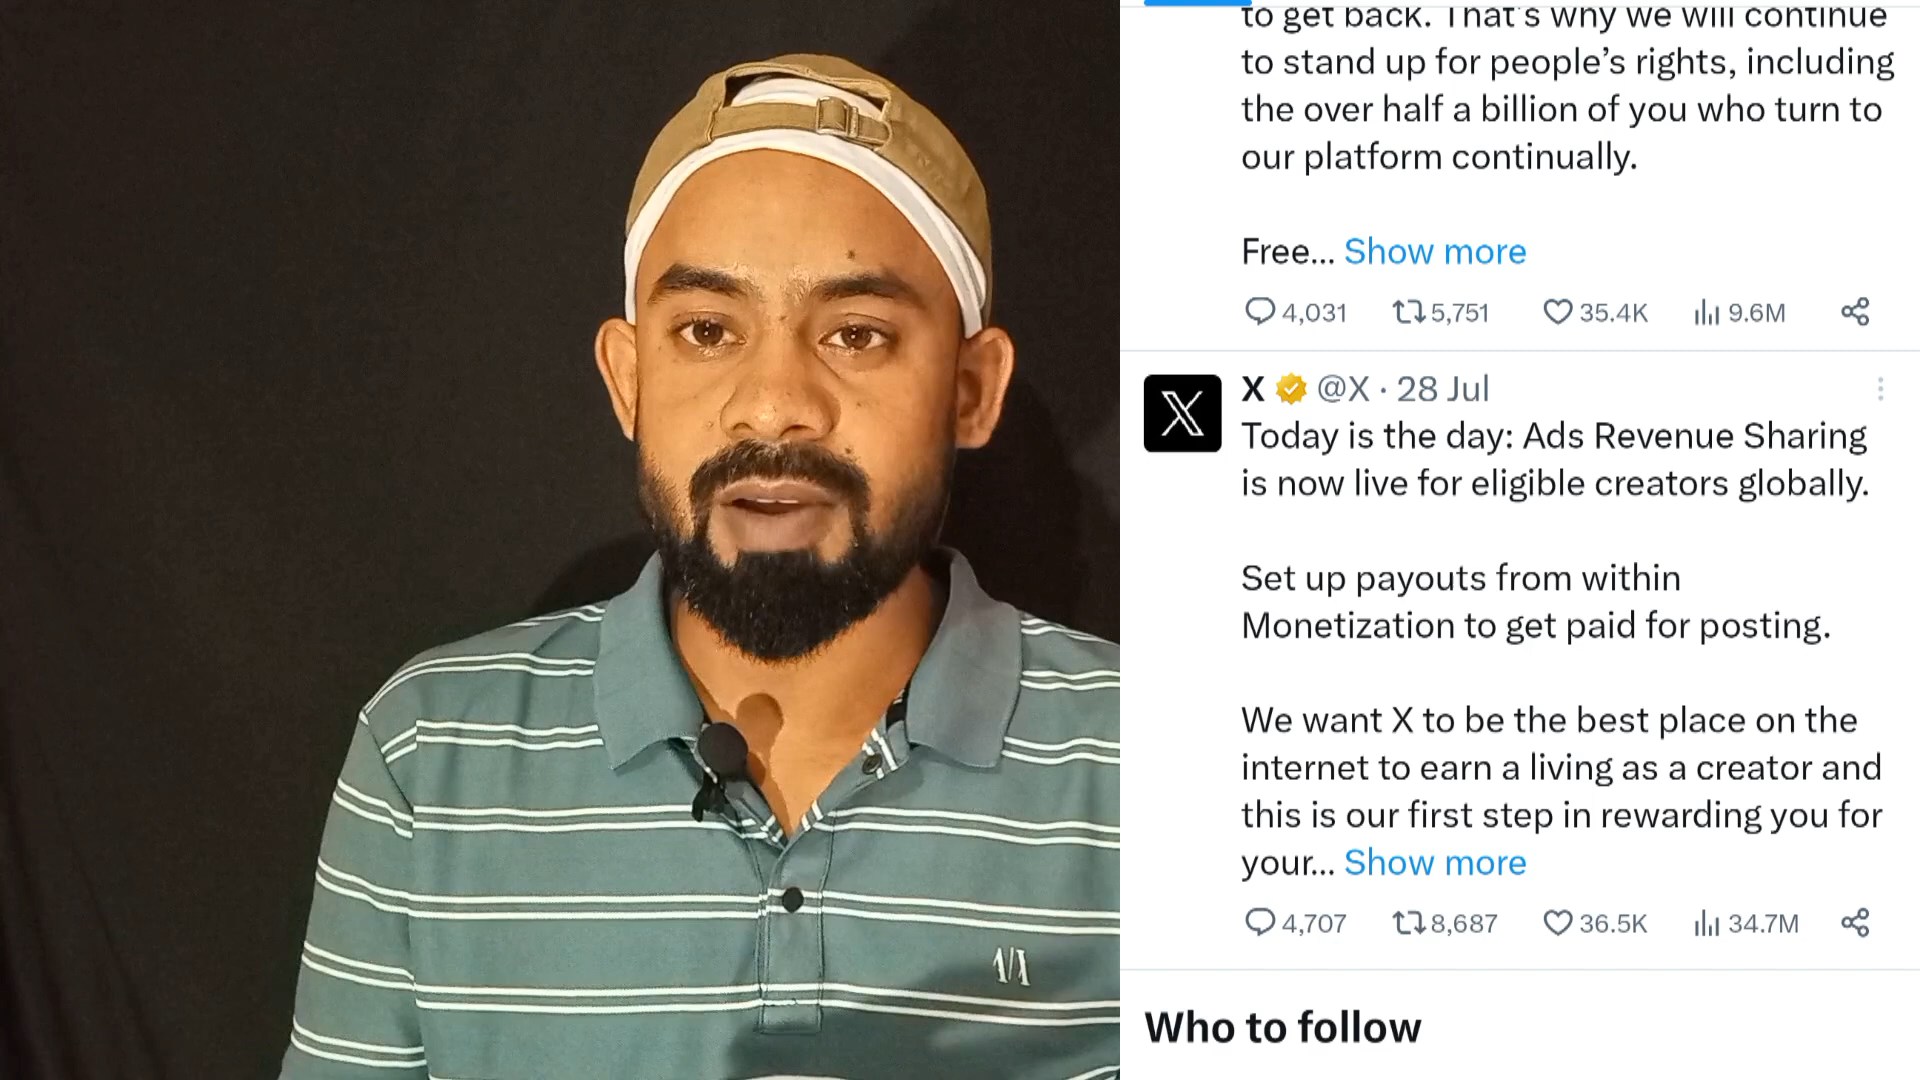 to get back. That's why we will continue
to stand up for people’s rights, including
the over half a billion of you who turn to
our platform continually.
Free... Show more
4,031 5,751 35.4K 9.6M
X @X · 28 Jul
Today is the day: Ads Revenue Sharing
is now live for eligible creators globally.
Set up payouts from within
Monetization to get paid for posting.
We want X to be the best place on the
internet to earn a living as a creator and
this is our first step in rewarding you for
your... Show more
4,707 8,687 36.5K 34.7M
Who to follow